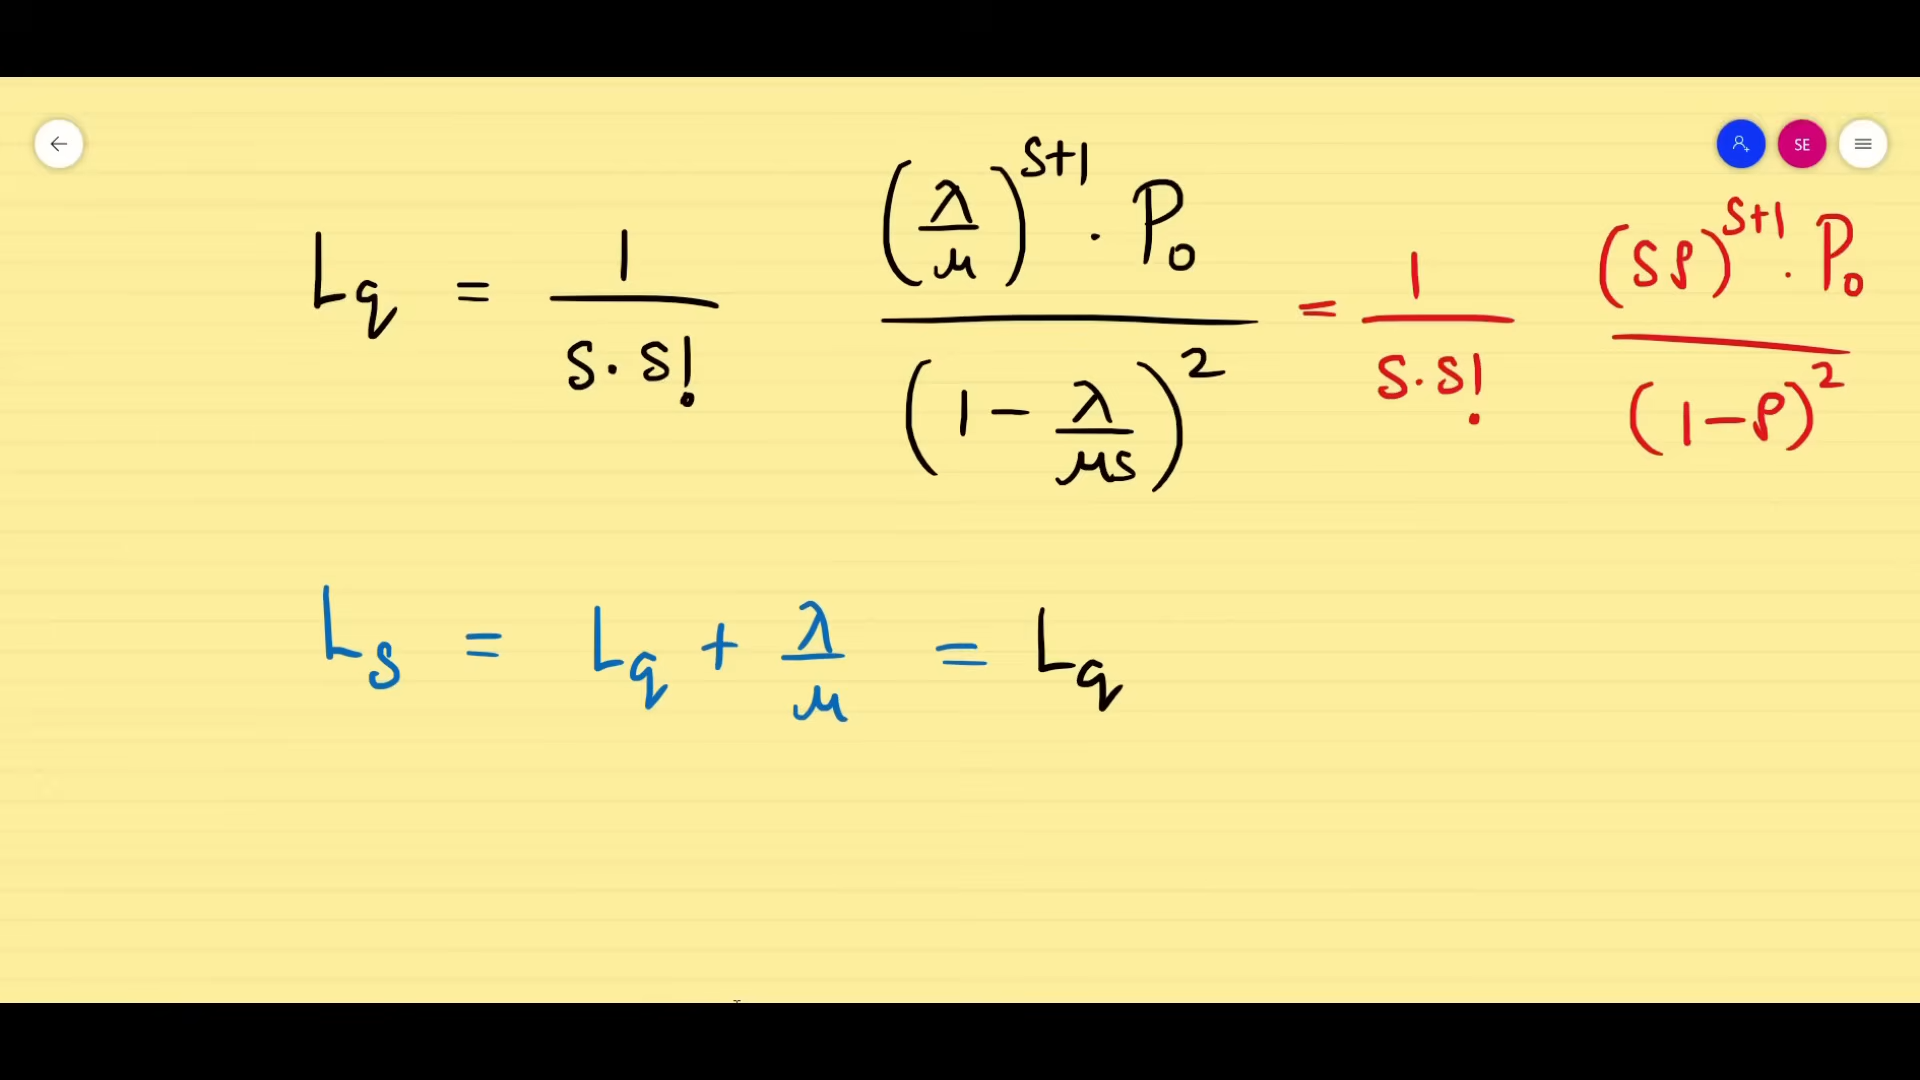 SE
Lq = 1/(s · s!) (λ/μ)^(s+1) · P₀ / (1 − λ/(μs))² = 1/(s · s!) (sρ)^(s+1) · P₀ / (1 − ρ)²
Ls = Lq + λ/μ = Lq